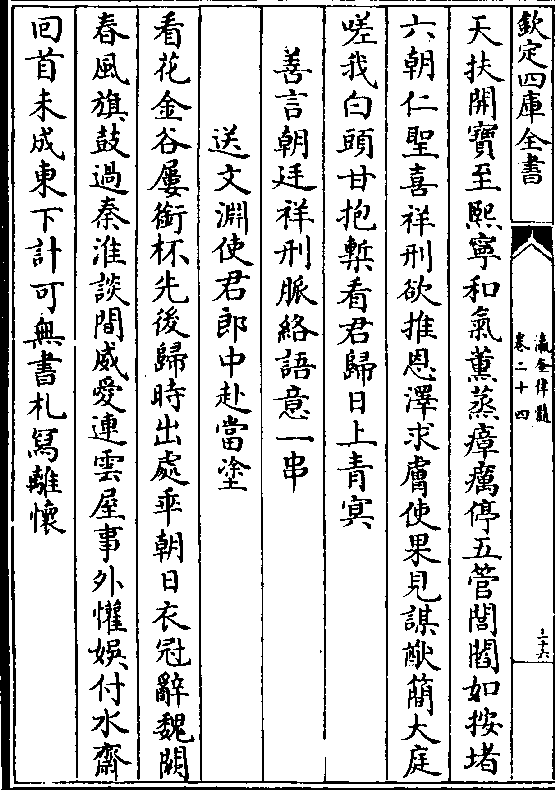 欽定四庫全書
瀛奎律髓
卷二十四
三十六
天扶開寶至熙寧和氣薰蒸瘴癘停五管閭閻如按堵
六朝仁聖喜祥刑欲推恩澤求膚使果見謀猷簡大庭
嗟我白頭甘抱槧看君歸日上青冥
善言朝廷祥刑脈絡語意一串
送文淵使君郎中赴當塗
看花金谷屢銜杯先後歸時出處乖朝日衣冠辭魏闕
春風旗鼓過秦淮談間威愛連雲屋事外懽娛付水齋
回首未成東下計可無書札寫離懷